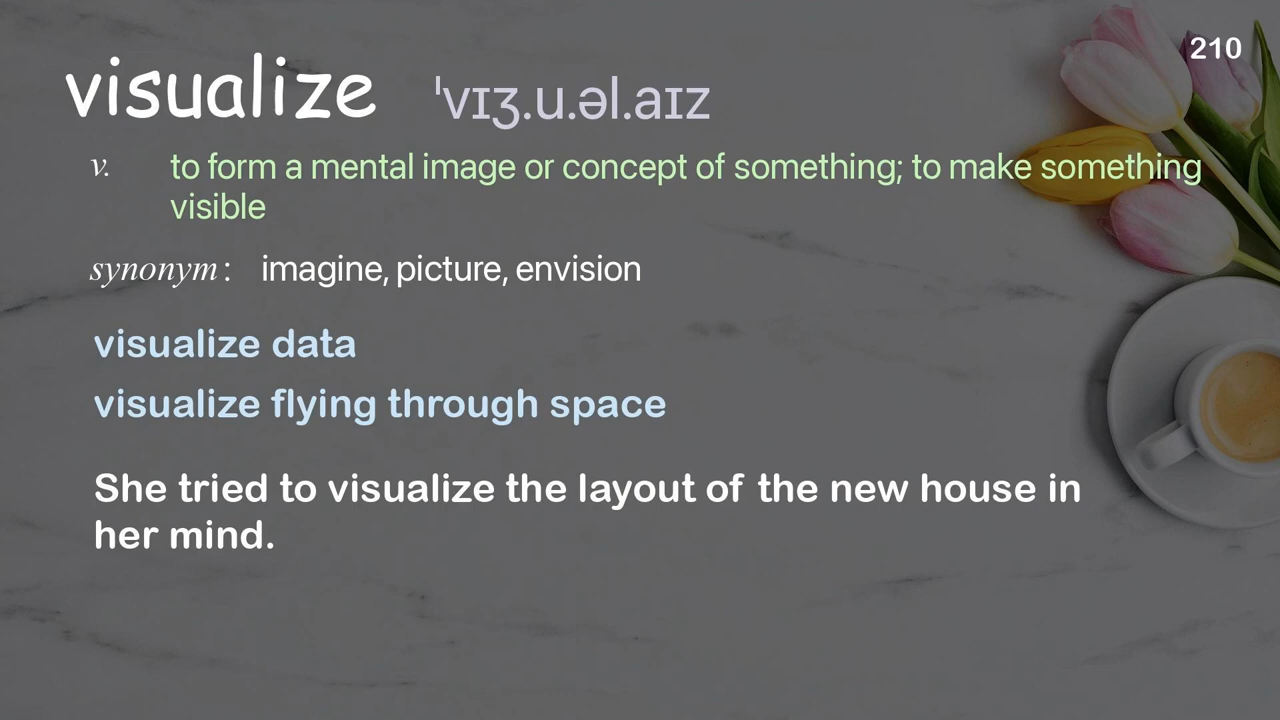 210
visualize ˈvɪʒ.u.əl.aɪz
v. to form a mental image or concept of something; to make something
visible
synonym: imagine, picture, envision
visualize data
visualize flying through space
She tried to visualize the layout of the new house in
her mind.